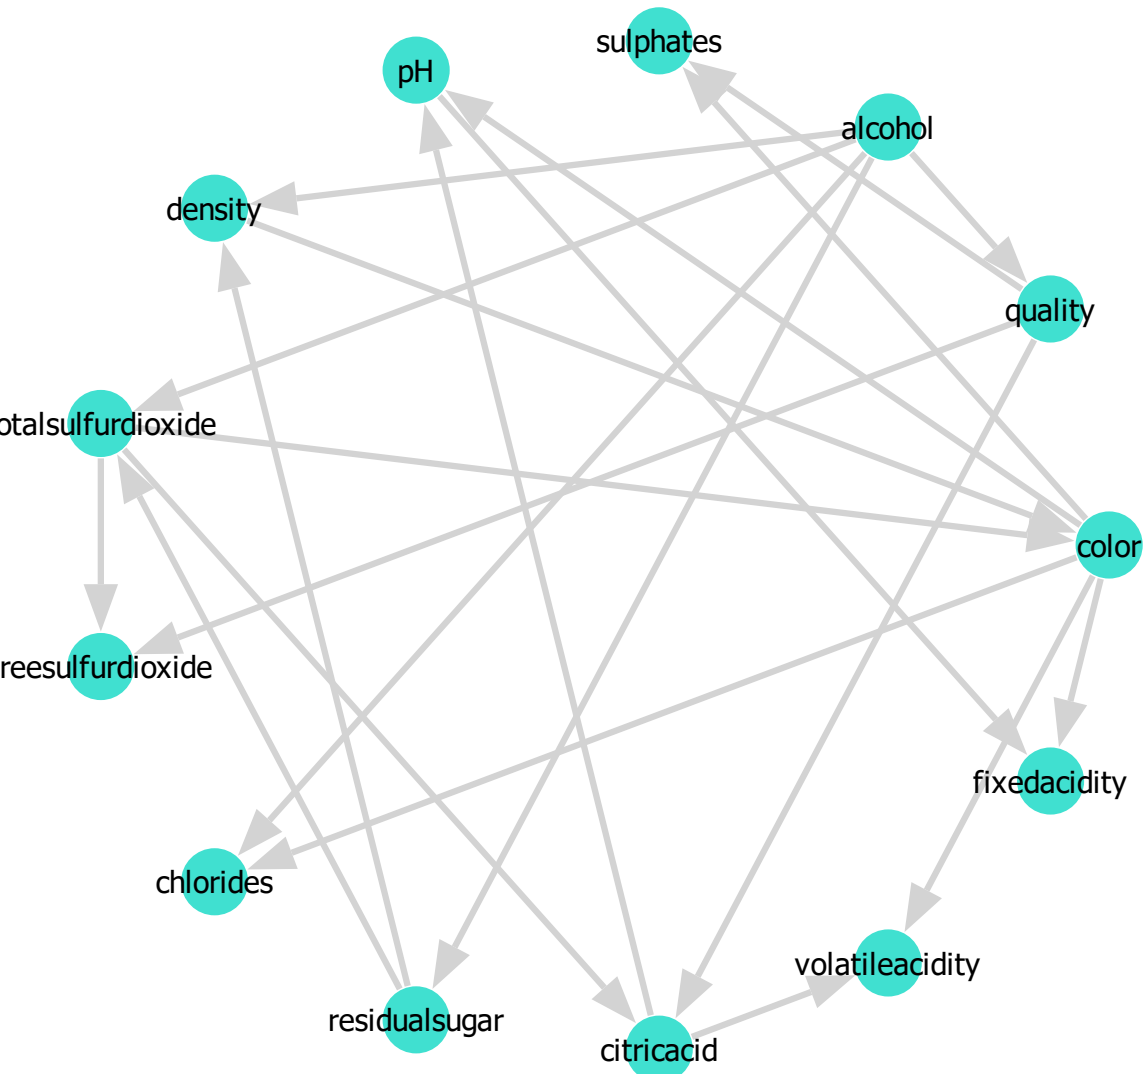 sulphates
pH
alcohol
density
quality
otalsulfurdioxide
color
reesulfurdioxide
fixedacidity
chlorides
volatileacidity
residualsugar
citricacid